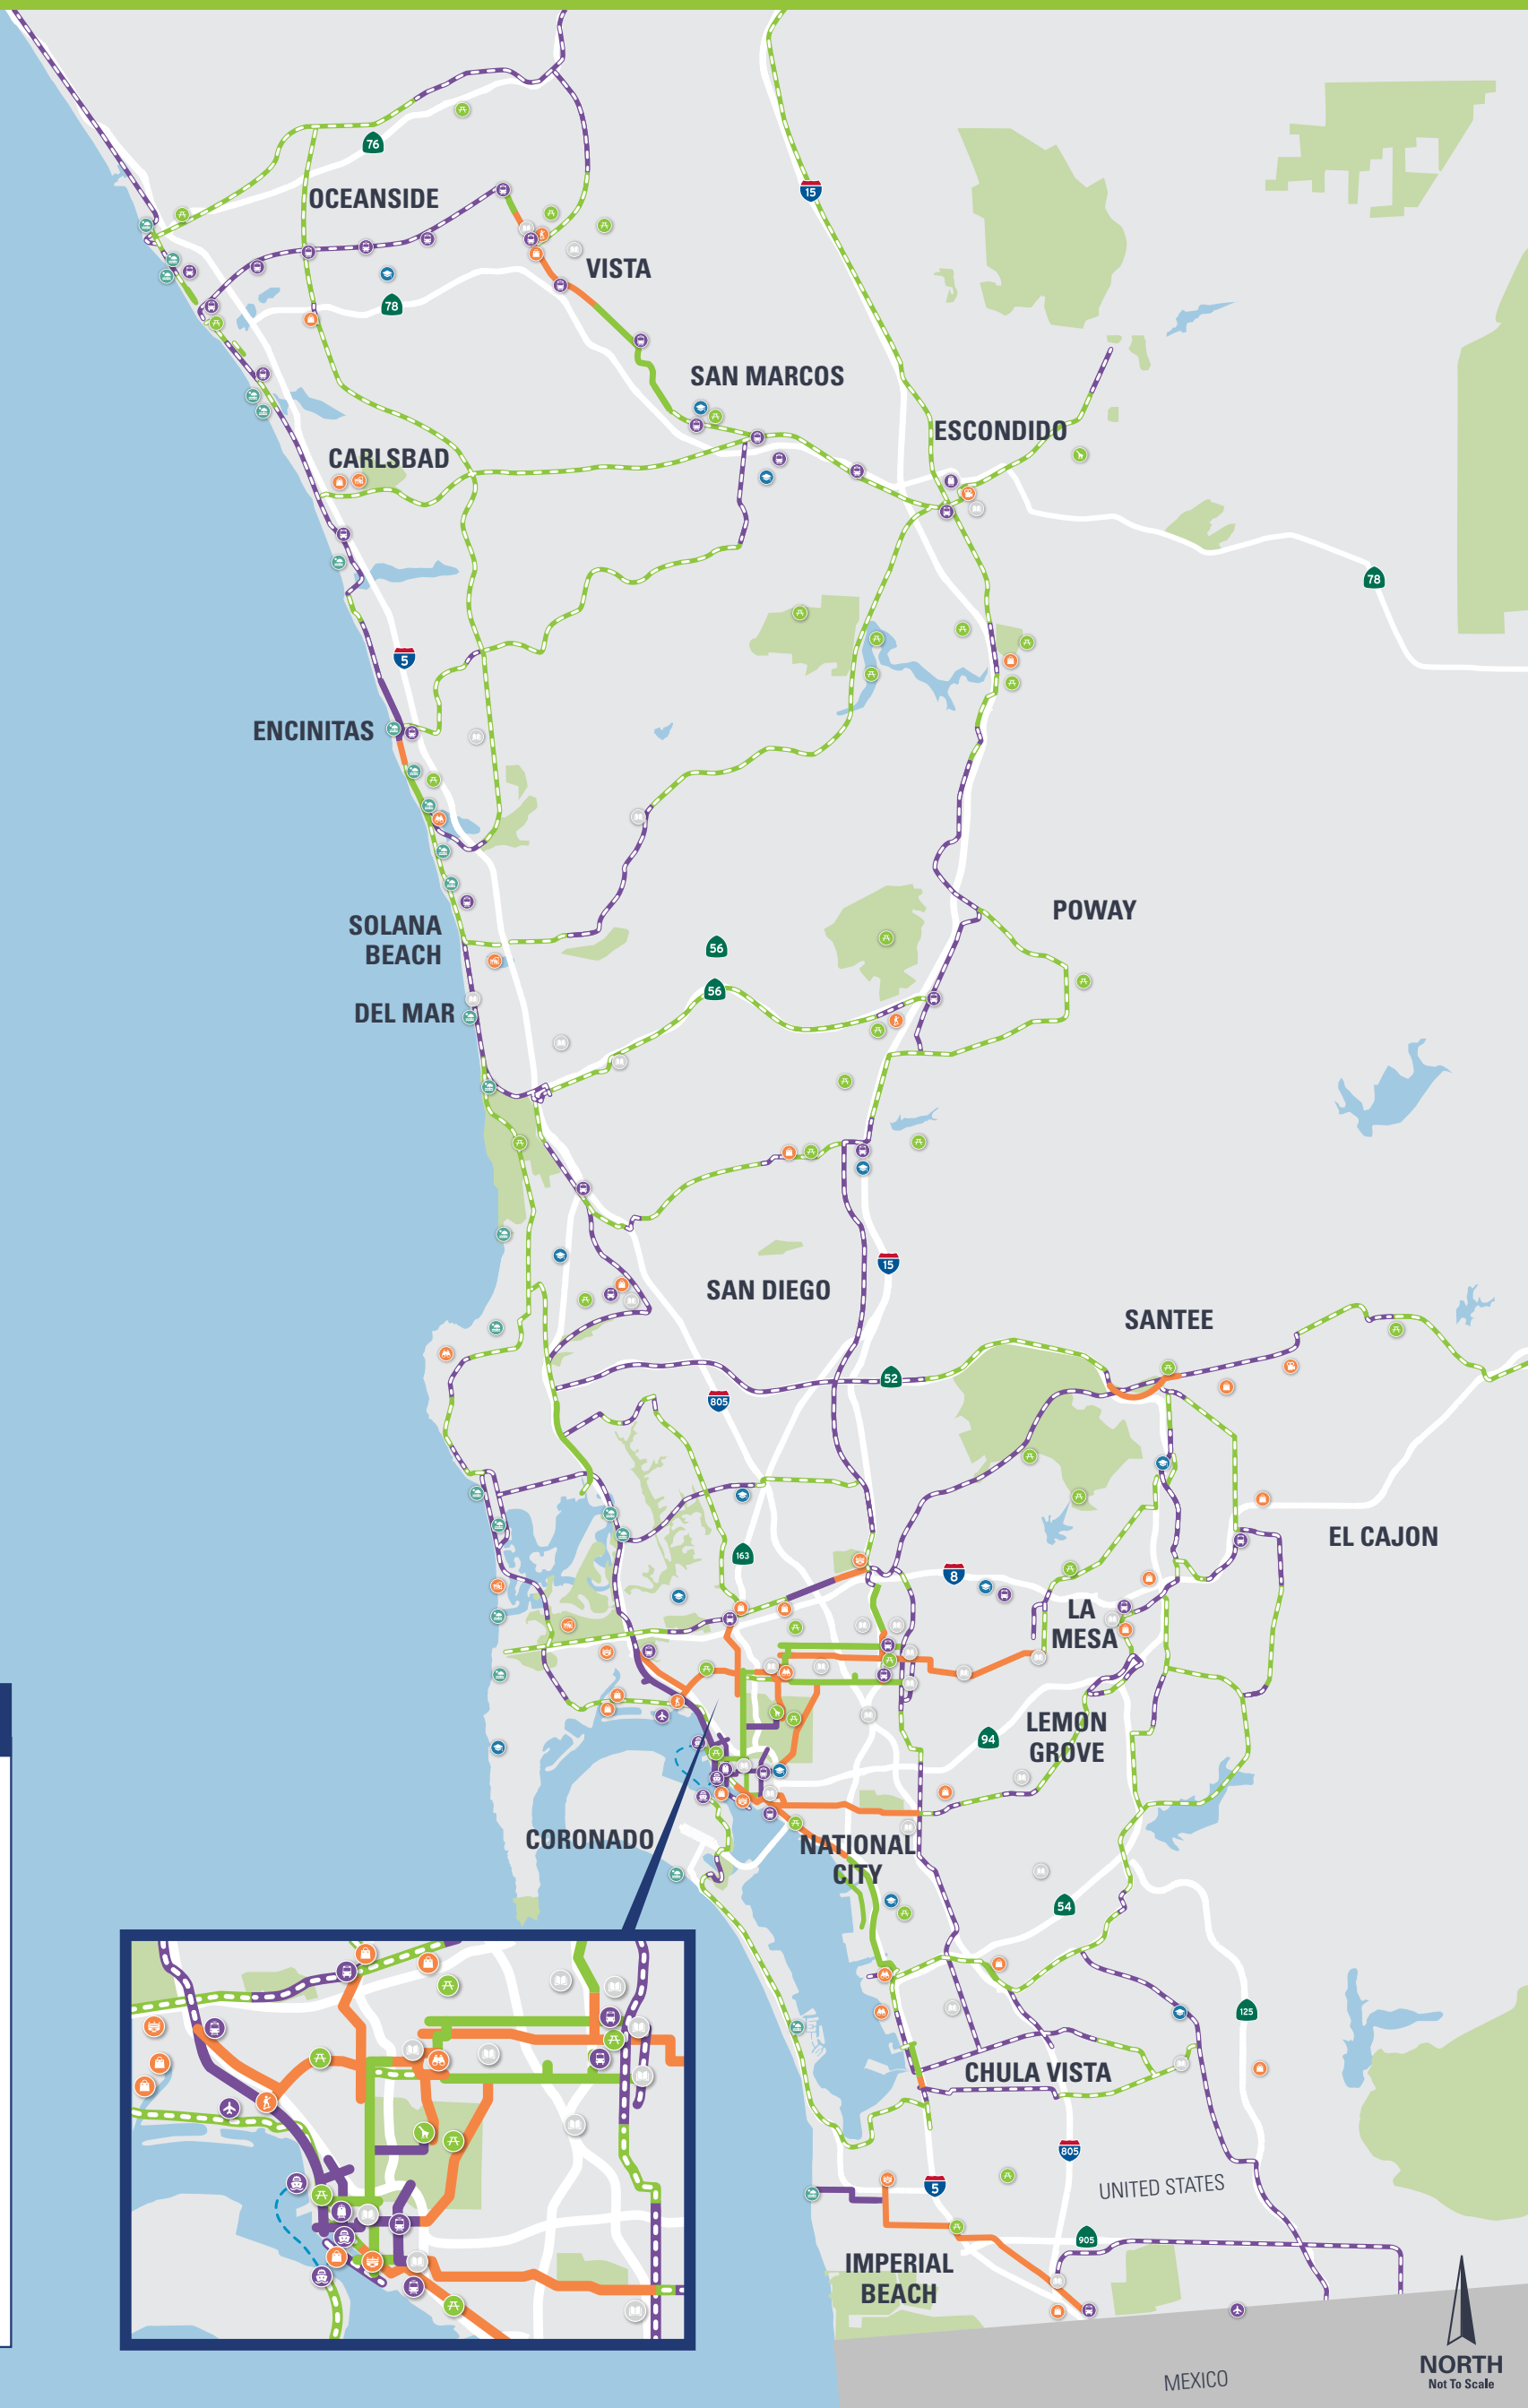 76
OCEANSIDE
15
VISTA
78
SAN MARCOS
ESCONDIDO
CARLSBAD
78
5
ENCINITAS
POWAY
SOLANA
BEACH
56
56
DEL MAR
15
SAN DIEGO
SANTEE
52
805
EL CAJON
163
8
LA
MESA
LEMON
GROVE
94
CORONADO
NATIONAL
CITY
54
125
CHULA VISTA
805
5
UNITED STATES
905
IMPERIAL
BEACH
MEXICO
NORTH
Not To Scale